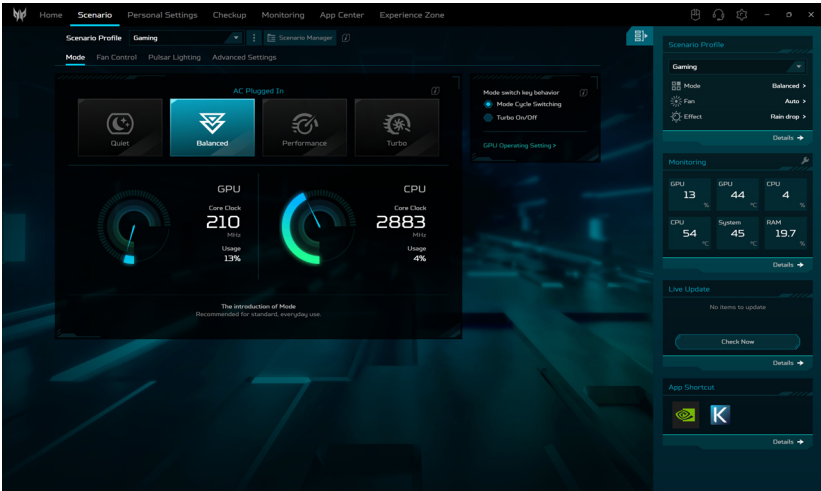 Home Scenario Personal Settings Checkup Monitoring App Center Experience Zone
Scenario Profile Gaming Scenario Manager
Mode Fan Control Pulsar Lighting Advanced Settings
AC Plugged In
Quiet Balanced Performance Turbo
GPU
Core Clock
210
MHz
Usage
13%
CPU
Core Clock
2883
MHz
Usage
4%
The introduction of Mode
Recommended for standard, everyday use.
Mode switch key behavior
Mode Cycle Switching
Turbo On/Off
GPU Operating Setting >
Scenario Profile
Gaming
Mode Balanced >
Fan Auto >
Effect Rain drop >
Details
Monitoring
GPU GPU CPU
13 % 44 °C 4 %
CPU System RAM
54 °C 45 °C 19.7 %
Details
Live Update
No items to update
Check Now
Details
App Shortcut
K
Details